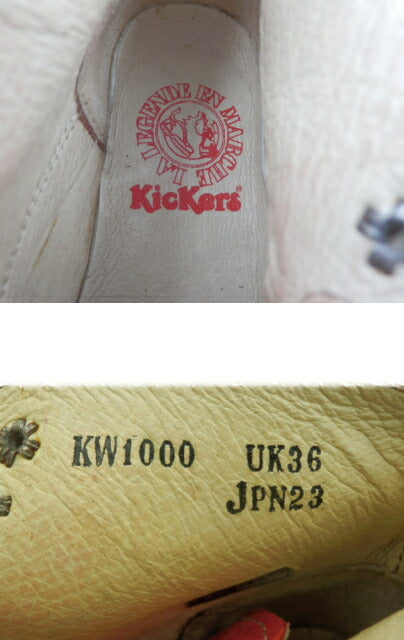 LA LEGENDE EN MARCHE
KicKers
KW1000 UK36
JPN23